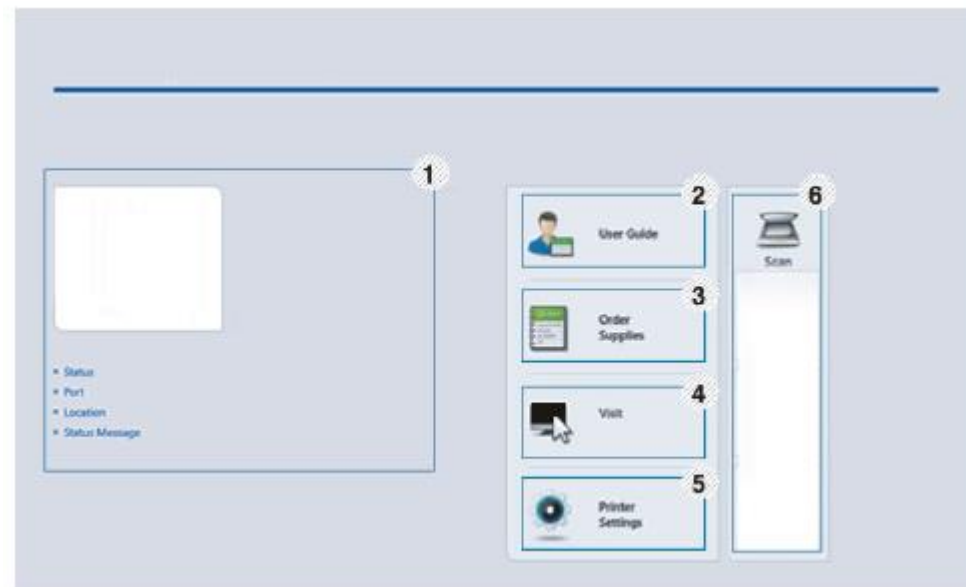 1
Status
Port
Location
Status Message
2
User Guide
3
Order
Supplies
4
Visit
5
Printer
Settings
6
Scan